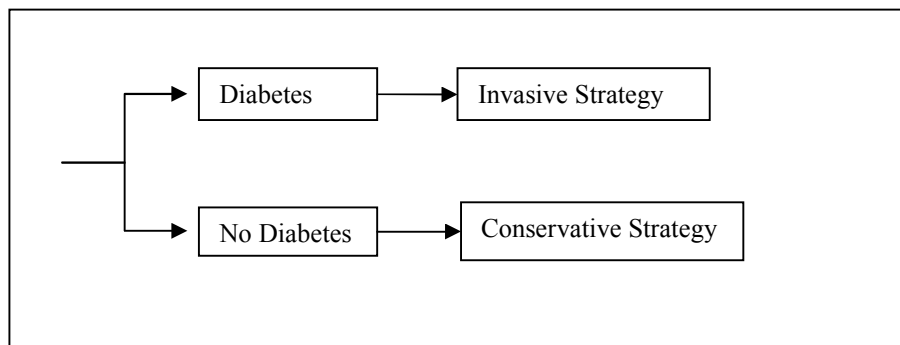 Diabetes
Invasive Strategy
No Diabetes
Conservative Strategy